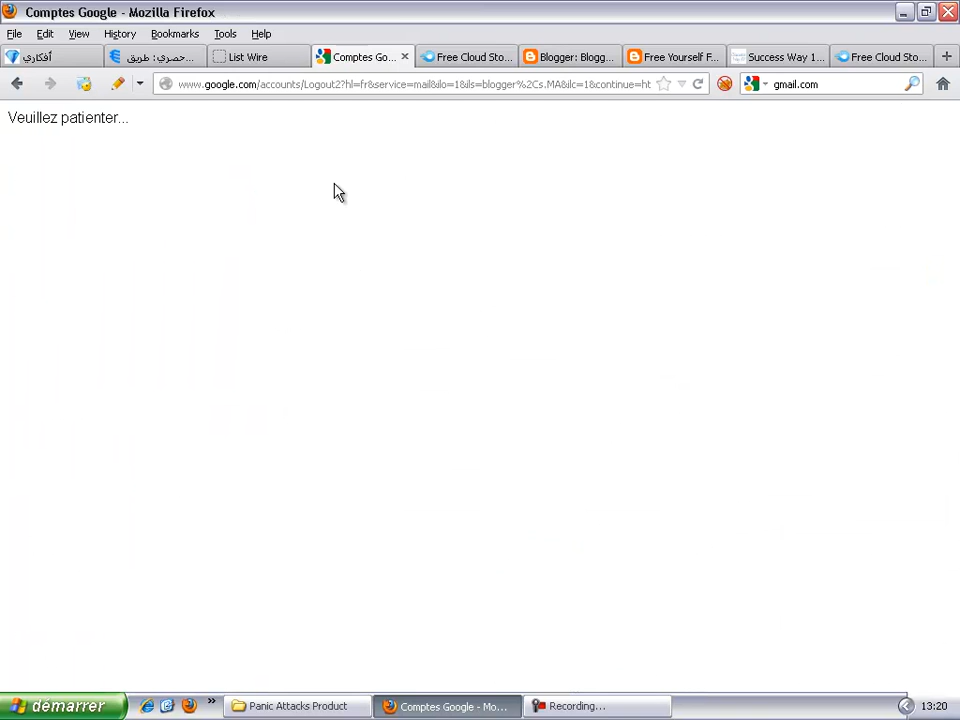 Comptes Google - Mozilla Firefox
File Edit View History Bookmarks Tools Help
أفكاري
حصري؛ طريق...
List Wire
Comptes Go...
Free Cloud Sto...
Blogger: Blogg...
Free Yourself F...
Success Way 1...
Free Cloud Sto...
www.google.com/accounts/Logout2?hl=fr&service=mail&ilo=1&ils=blogger%2Cs.MA&ilc=1&continue=ht
gmail.com
Veuillez patienter...
démarrer
Panic Attacks Product
Comptes Google - Mo...
Recording...
13:20